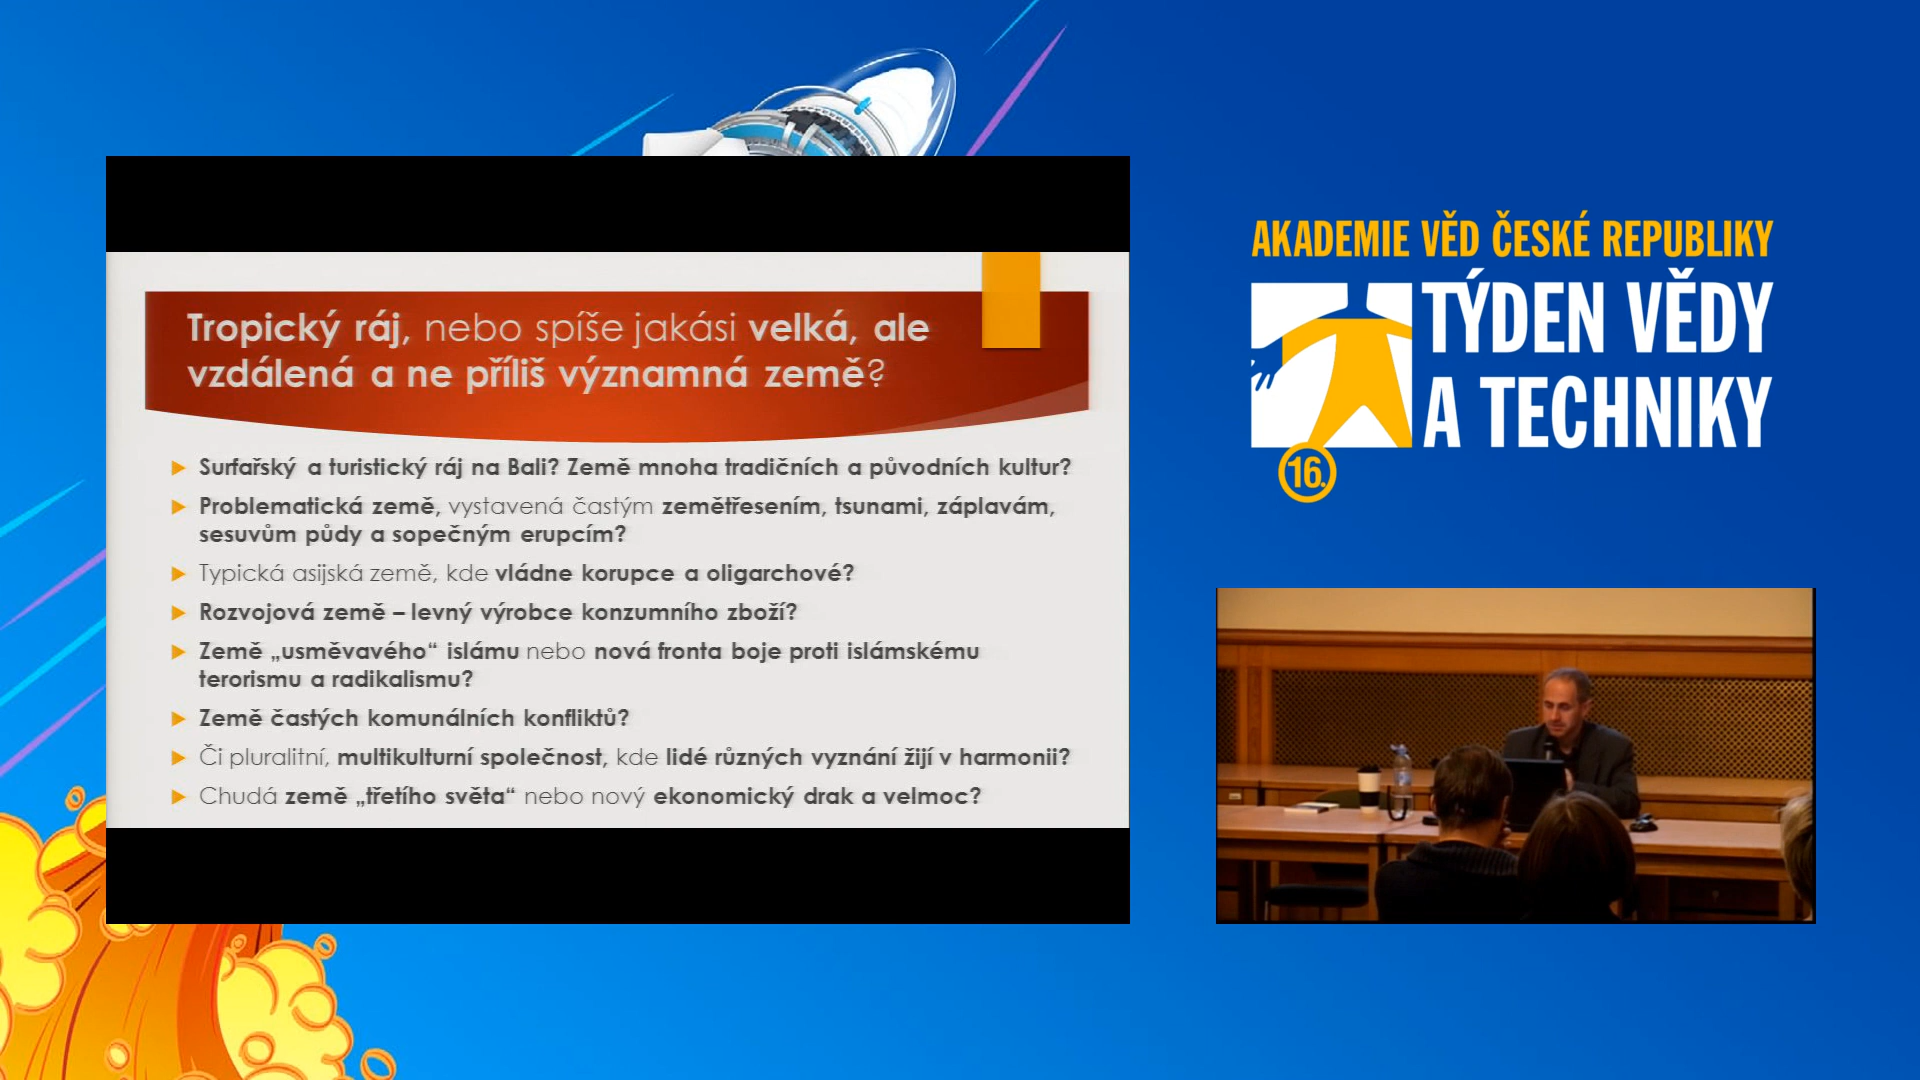 Tropický ráj, nebo spíše jakási velká, ale
vzdálená a ne příliš významná země?
Surfařský a turistický ráj na Bali? Země mnoha tradičních a původních kultur?
Problematická země, vystavená častým zemětřesením, tsunami, záplavám,
sesuvům půdy a sopečným erupcím?
Typická asijská země, kde vládne korupce a oligarchové?
Rozvojová země – levný výrobce konzumního zboží?
Země „usměvavého“ islámu nebo nová fronta boje proti islámskému
terorismu a radikalismu?
Země častých komunálních konfliktů?
Či pluralitní, multikulturní společnost, kde lidé různých vyznání žijí v harmonii?
Chudá země „třetího světa“ nebo nový ekonomický drak a velmoc?
AKADEMIE VĚD ČESKÉ REPUBLIKY
TÝDEN VĚDY
A TECHNIKY
16.